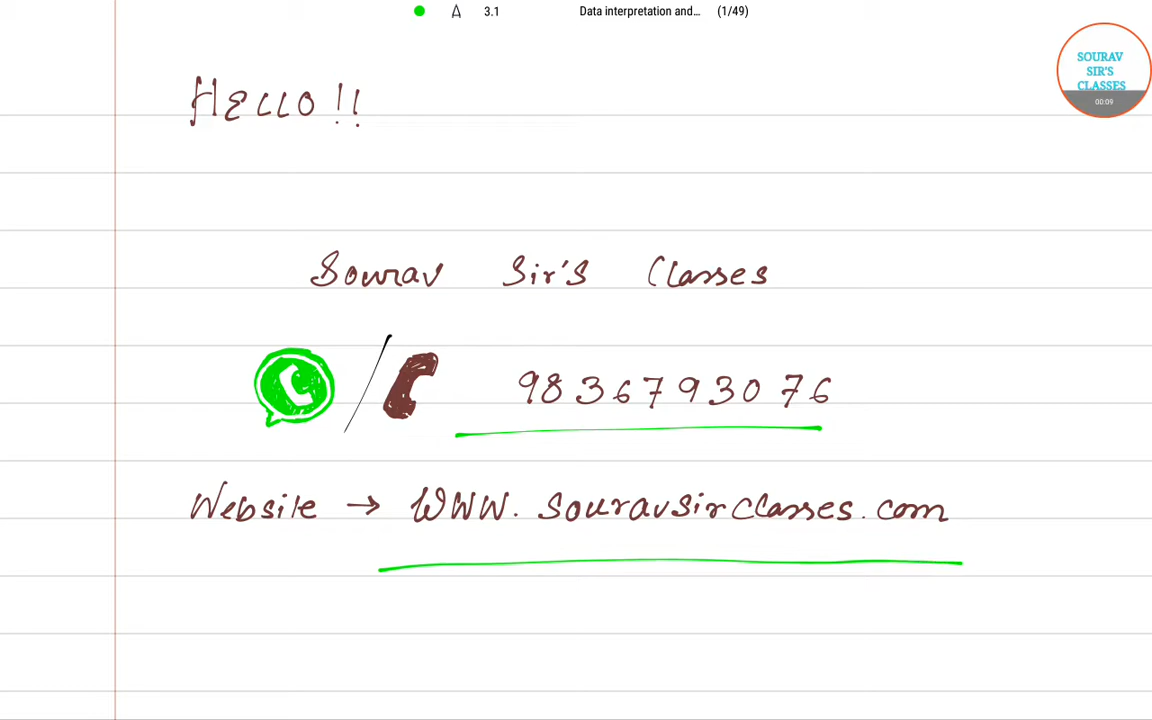 3.1 Data interpretation and... (1/49)
SOURAV
SIR'S
CLASSES
00:09
HELLO!!
Sourav Sir's Classes
9836793076
Website → WWW.souravsirclasses.com